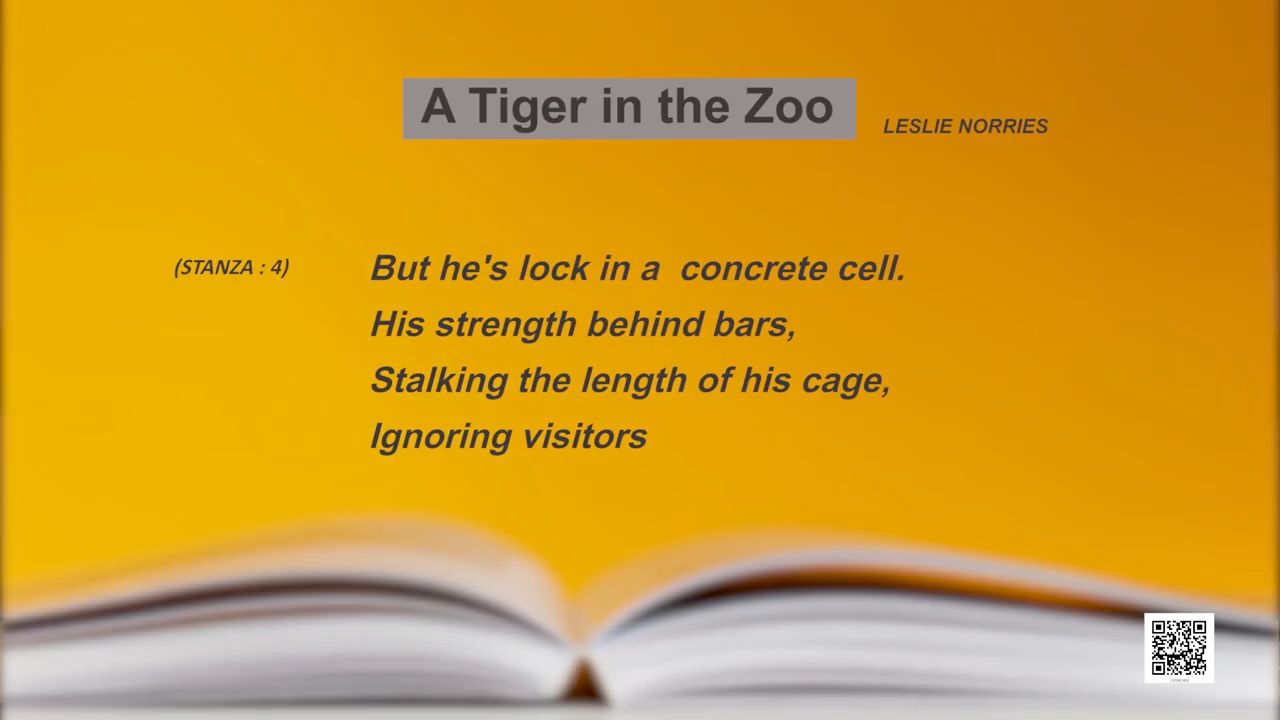 A Tiger in the Zoo
LESLIE NORRIES
(STANZA : 4)
But he's lock in a concrete cell.
His strength behind bars,
Stalking the length of his cage,
Ignoring visitors